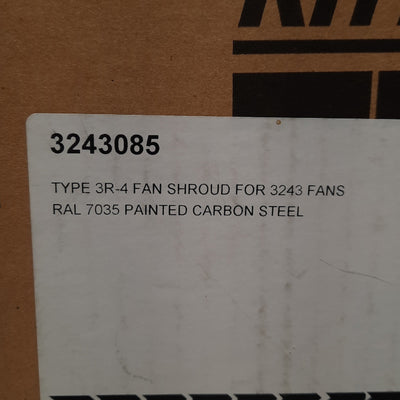 3243085
TYPE 3R-4 FAN SHROUD FOR 3243 FANS
RAL 7035 PAINTED CARBON STEEL